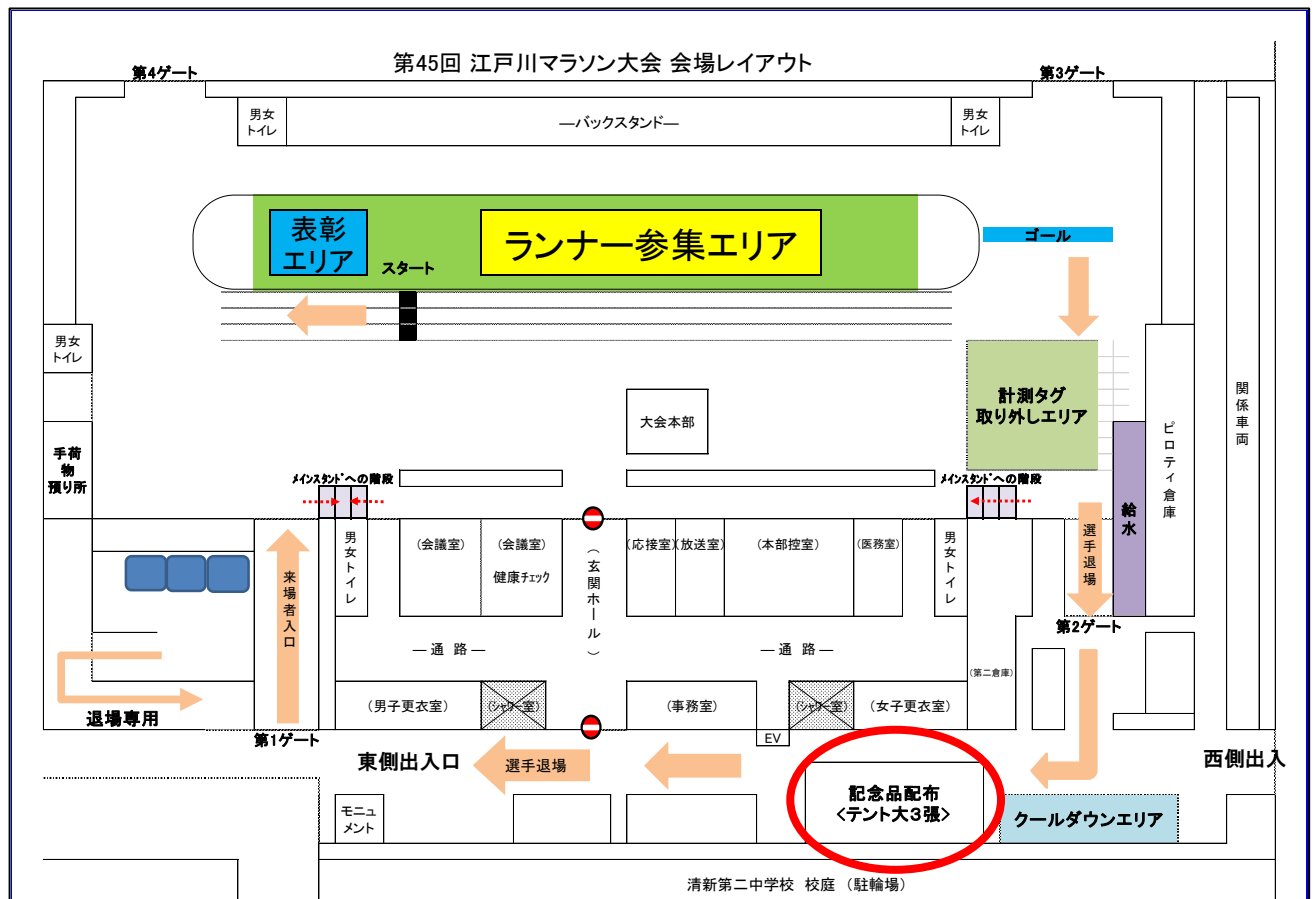 第45回 江戸川マラソン大会 会場レイアウト
第4ゲート
第3ゲート
男女
トイレ
―バックスタンド―
男女
トイレ
表彰
エリア
ランナー参集エリア
スタート
ゴール
男女
トイレ
計測タグ
取り外しエリア
関係車両
大会本部
ピロティ倉庫
手荷
物
預り所
メインスタンドへの階段
メインスタンドへの階段
給水
来場者入口
男女トイレ
(会議室)
(会議室)
健康チェック
(玄関ホール)
(応接室)
(放送室)
(本部控室)
(医務室)
男女トイレ
選手退場
第2ゲート
― 通 路 ―
― 通 路 ―
(第二倉庫)
(男子更衣室)
(シャワー室)
(事務室)
(シャワー室)
(女子更衣室)
退場専用
第1ゲート
EV
東側出入口
選手退場
西側出入
記念品配布
<テント大3張>
モニュ
メント
クールダウンエリア
清新第二中学校 校庭 (駐輪場)